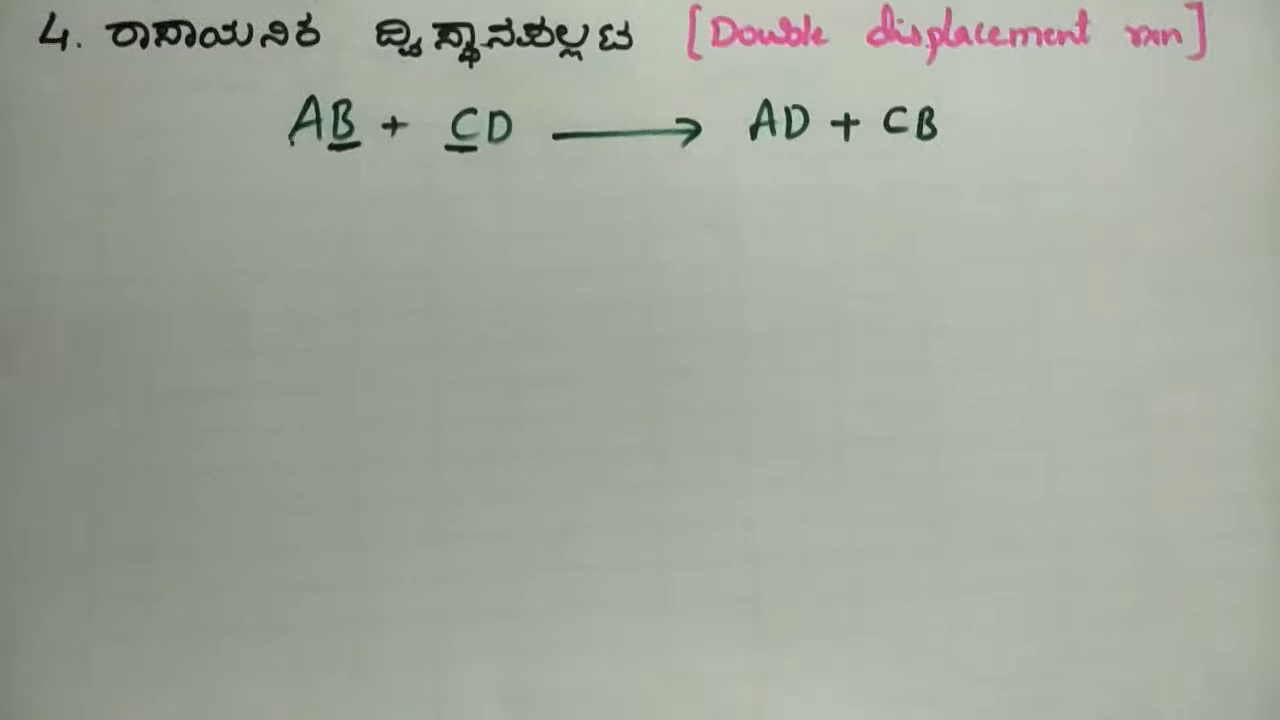 4. ರಾಸಾಯನಿಕ ದ್ವಿಸ್ಥಾನಪಲ್ಲಟ [Double displacement rxn]
AB + CD ⟶ AD + CB